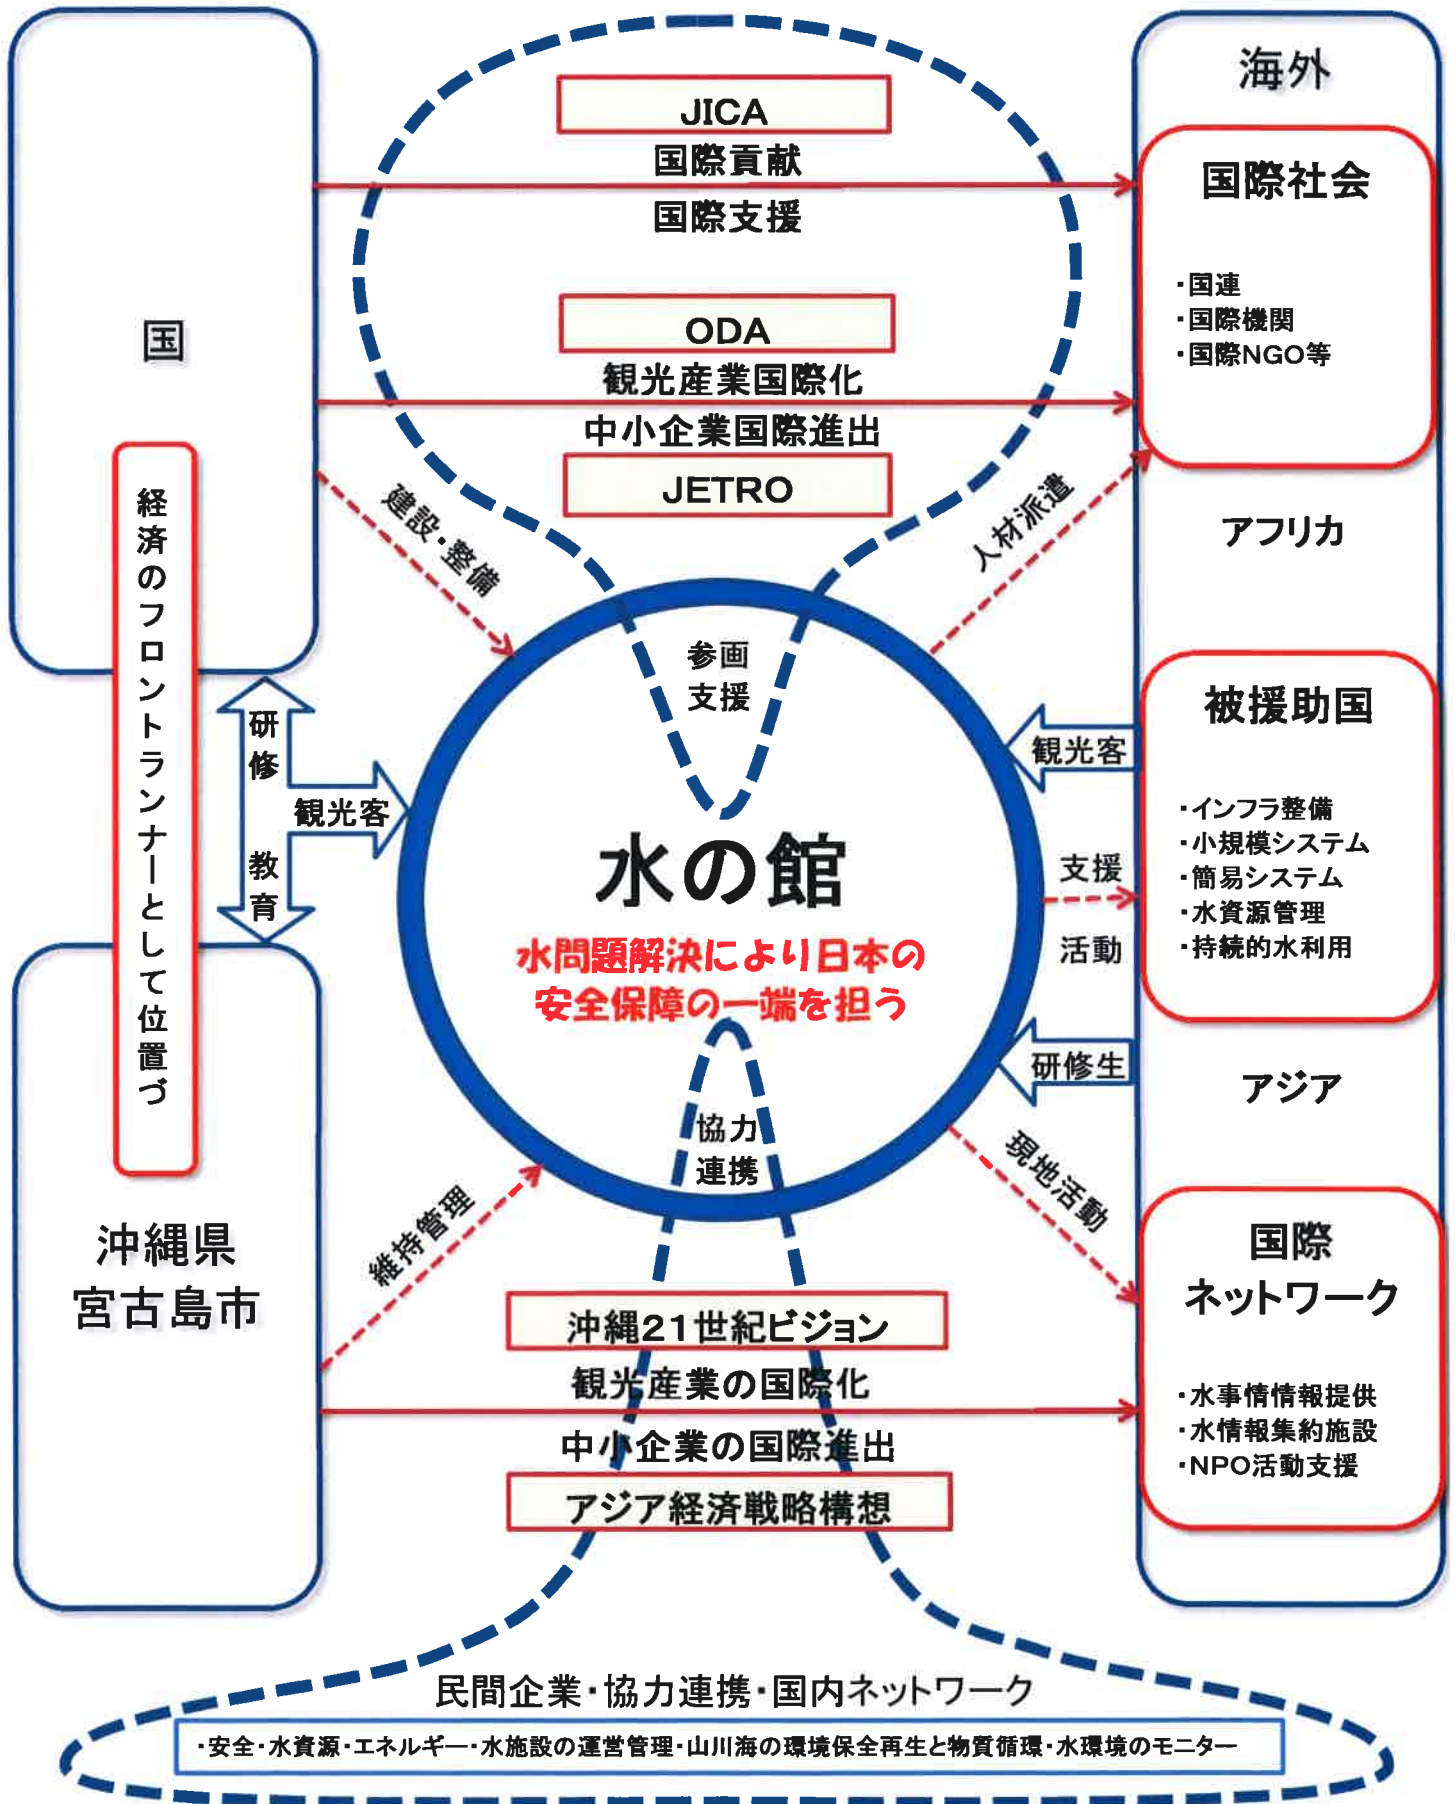 国
経済のフロントランナーとして位置づ
研修
教育
観光客
沖縄県
宮古島市
JICA
国際貢献
国際支援
ODA
観光産業国際化
中小企業国際進出
JETRO
建設・整備
人材派遣
参画
支援
水の館
水問題解決により日本の
安全保障の一端を担う
協力
連携
維持管理
現地活動
観光客
支援
活動
研修生
沖縄21世紀ビジョン
観光産業の国際化
中小企業の国際進出
アジア経済戦略構想
海外
国際社会
・国連
・国際機関
・国際NGO等
アフリカ
被援助国
・インフラ整備
・小規模システム
・簡易システム
・水資源管理
・持続的水利用
アジア
国際
ネットワーク
・水事情情報提供
・水情報集約施設
・NPO活動支援
民間企業・協力連携・国内ネットワーク
・安全・水資源・エネルギー・水施設の運営管理・山川海の環境保全再生と物質循環・水環境のモニター